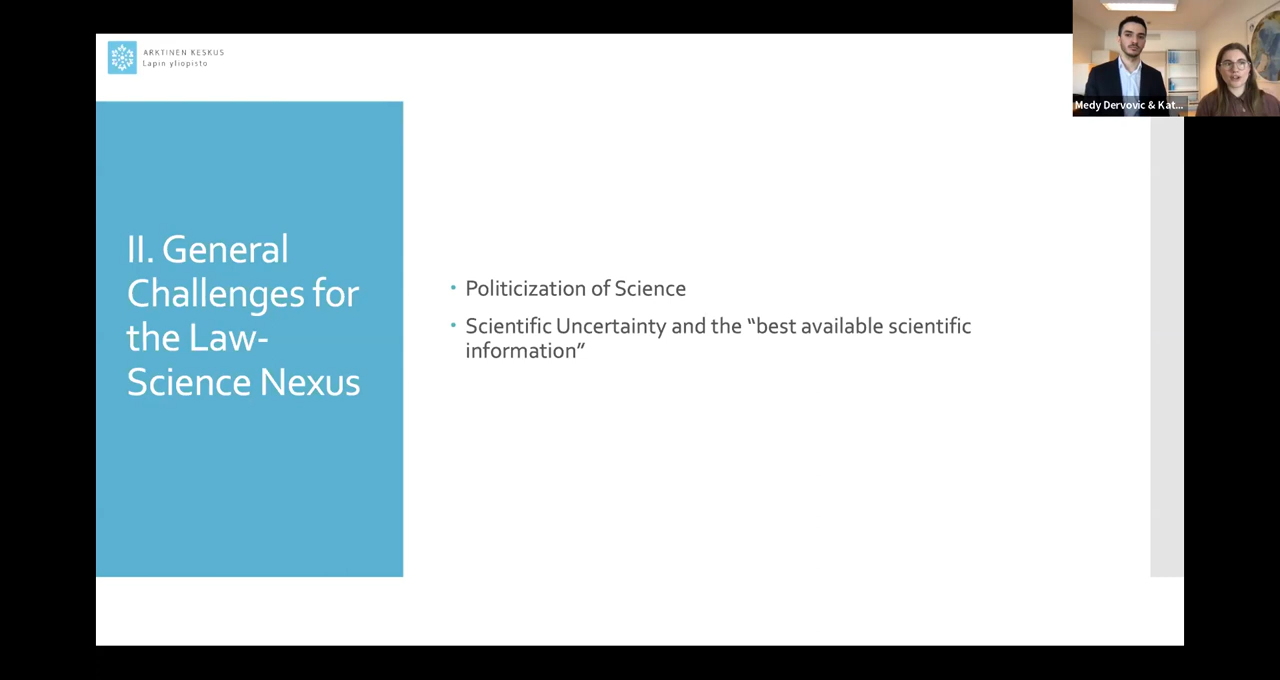 ARKTINEN KESKUS
Lapin yliopisto
Medy Dervovic & Kat...
II. General
Challenges for
the Law-
Science Nexus
• Politicization of Science
• Scientific Uncertainty and the “best available scientific
information”